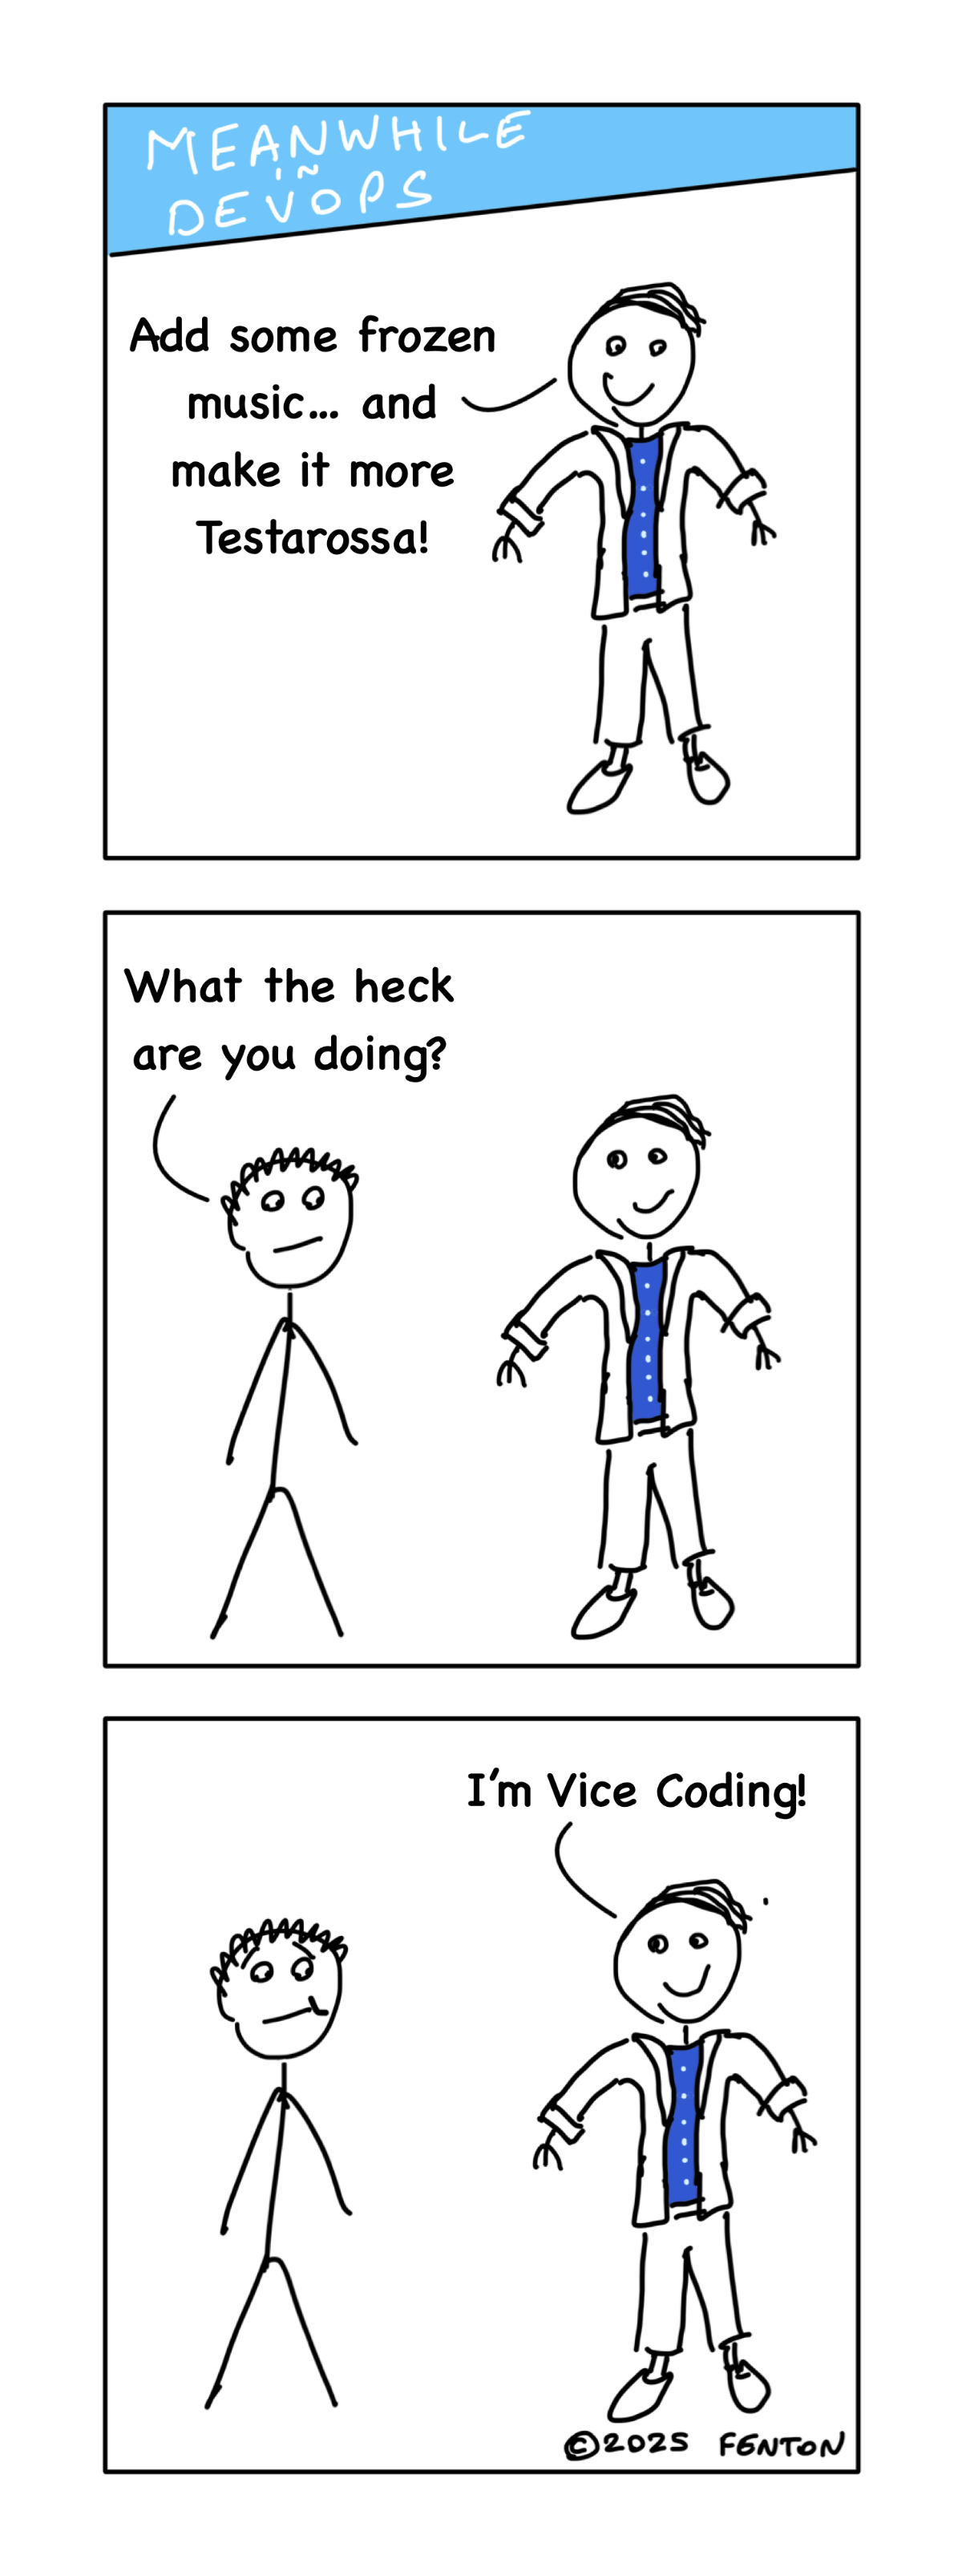 MEANWHILE
IN
DEVOPS
Add some frozen
music... and
make it more
Testarossa!
What the heck
are you doing?
I'm Vice Coding!
©2025 FENTON